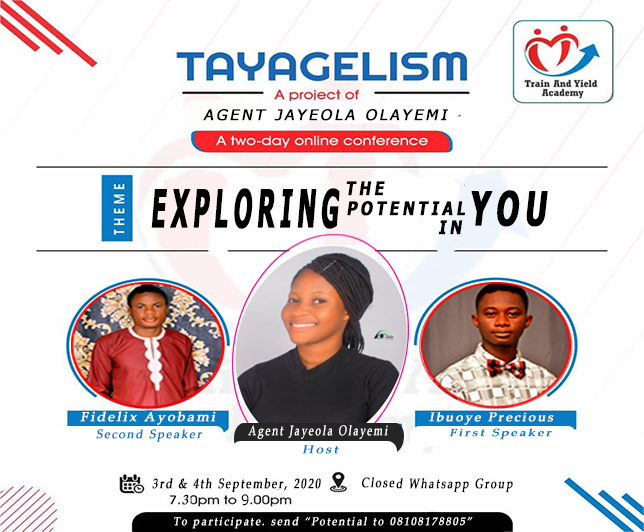 TAYAGELISM
A project of
AGENT JAYEOLA OLAYEMI
A two-day online conference
Train And Yield
Academy
THEME
EXPLORING THE POTENTIAL IN YOU
Fidelix Ayobami
Second Speaker
Agent Jayeola Olayemi
Host
Ibuoye Precious
First Speaker
3rd & 4th September, 2020
7.30pm to 9.00pm
Closed Whatsapp Group
To participate. send “Potential to 08108178805”